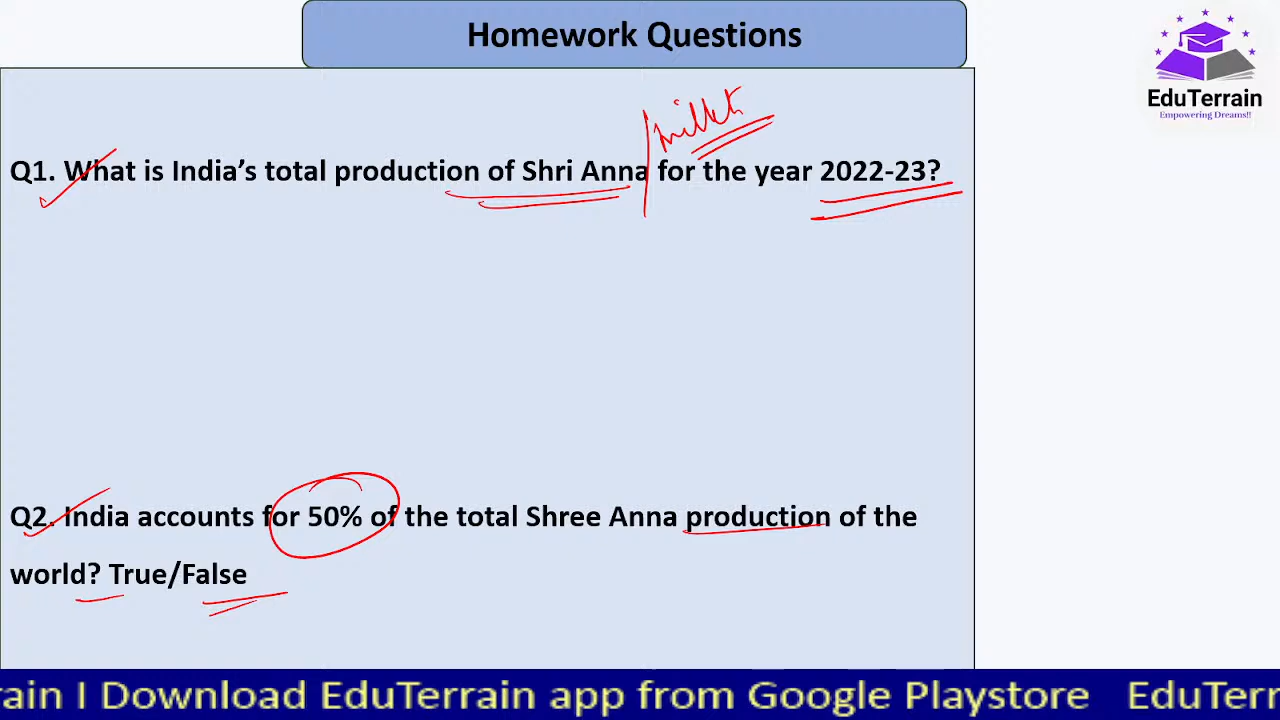 Homework Questions
EduTerrain
Empowering Dreams!!
millet
Q1. What is India's total production of Shri Anna for the year 2022-23?
Q2. India accounts for 50% of the total Shree Anna production of the
world? True/False
rain I Download EduTerrain app from Google Playstore EduTerr